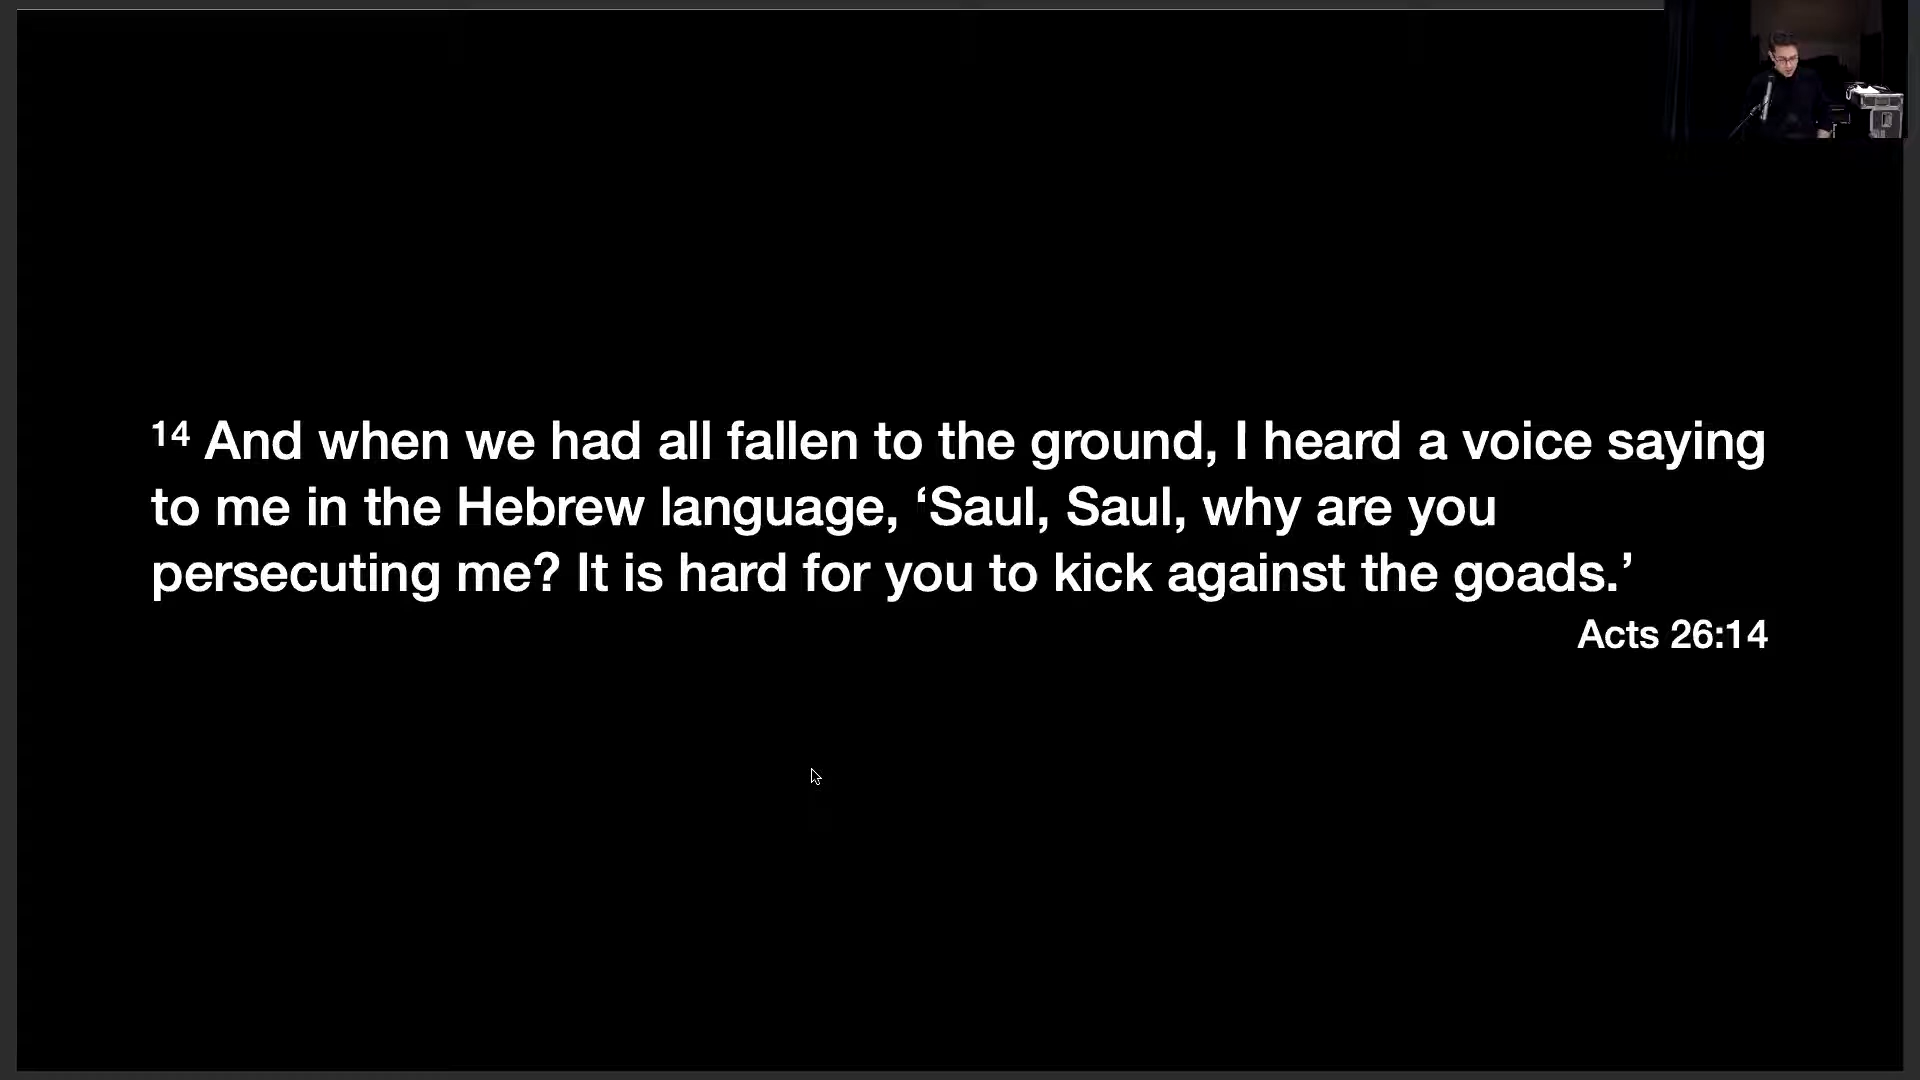 14 And when we had all fallen to the ground, I heard a voice saying
to me in the Hebrew language, ‘Saul, Saul, why are you
persecuting me? It is hard for you to kick against the goads.’
Acts 26:14